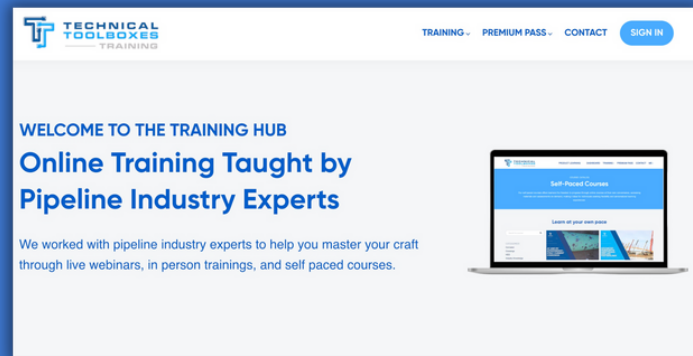 TECHNICAL
TOOLBOXES
TRAINING
TRAINING PREMIUM PASS CONTACT SIGN IN
WELCOME TO THE TRAINING HUB
Online Training Taught by
Pipeline Industry Experts
We worked with pipeline industry experts to help you master your craft
through live webinars, in person trainings, and self paced courses.
Self-Paced Courses
Learn at your own pace